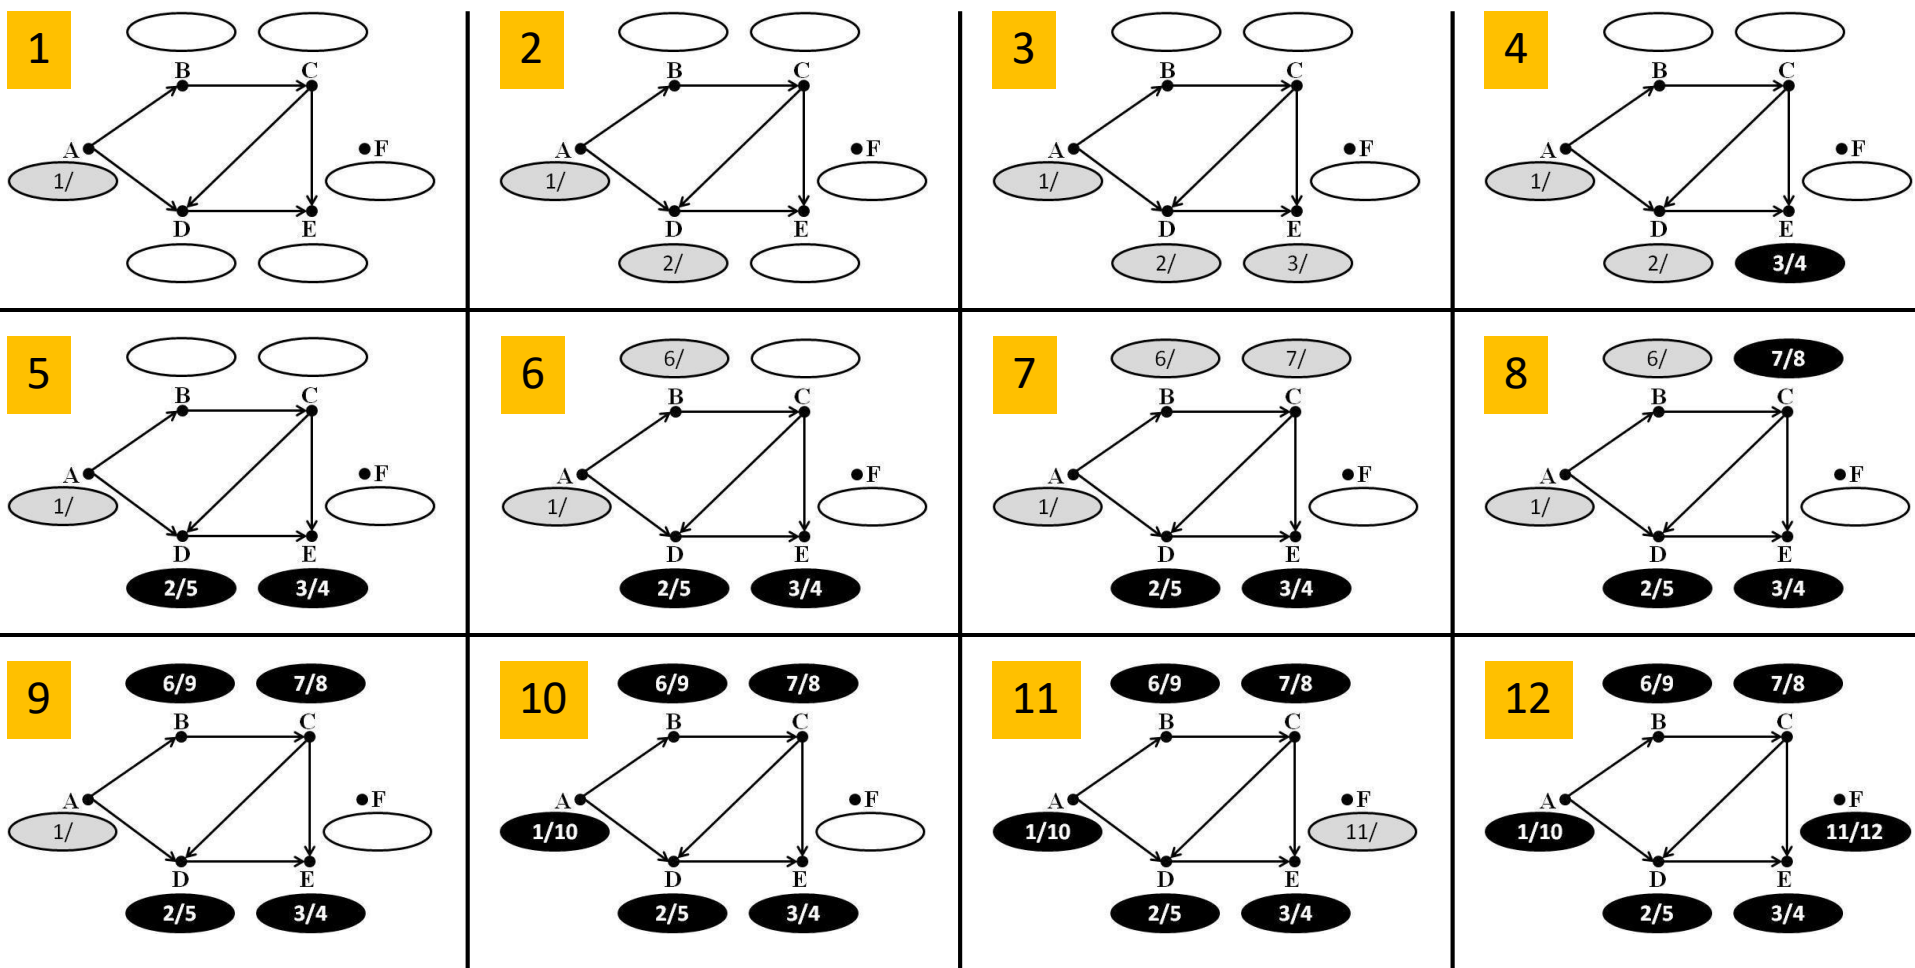 1
B C
A F
1/
D E
2
B C
A F
1/
D E
2/
3
B C
A F
1/
D E
2/ 3/
4
B C
A F
1/
D E
2/ 3/4
5
B C
A F
1/
D E
2/5 3/4
6
6/
B C
A F
1/
D E
2/5 3/4
7
6/ 7/
B C
A F
1/
D E
2/5 3/4
8
6/ 7/8
B C
A F
1/
D E
2/5 3/4
9
6/9 7/8
B C
A F
1/
D E
2/5 3/4
10
6/9 7/8
B C
A F
1/10
D E
2/5 3/4
11
6/9 7/8
B C
A F
1/10 11/
D E
2/5 3/4
12
6/9 7/8
B C
A F
1/10 11/12
D E
2/5 3/4